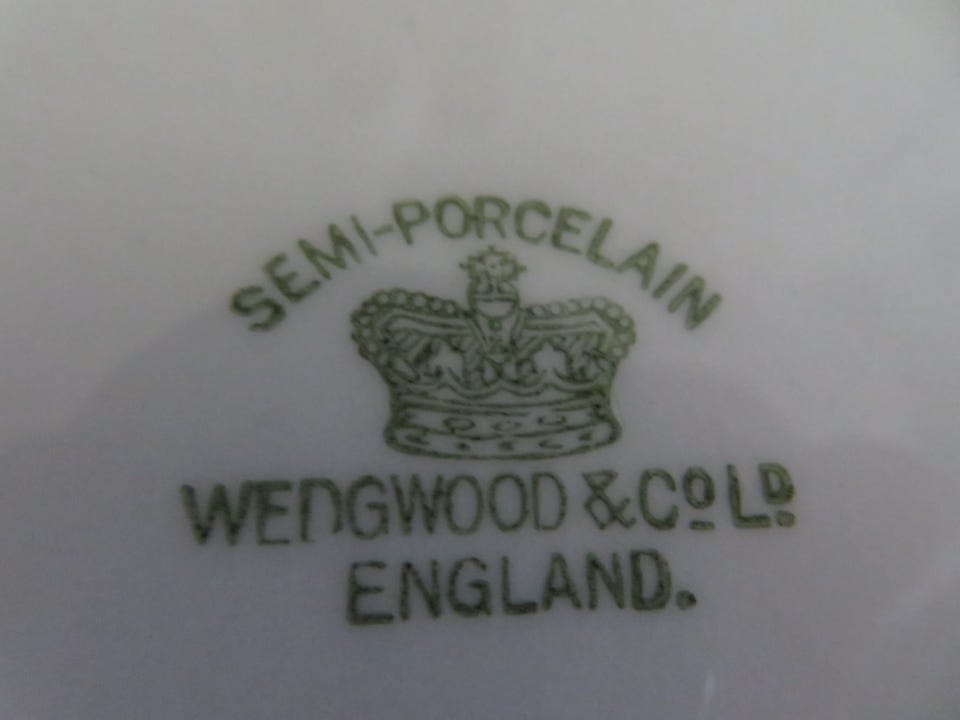 SEMI-PORCELAIN
WEDGWOOD & Co LD
ENGLAND.